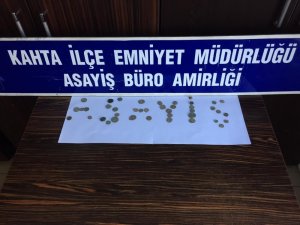 KAHTA İLÇE EMNİYET MÜDÜRLÜĞÜ
ASAYİŞ BÜRO AMİRLİĞİ
ASAYİŞ